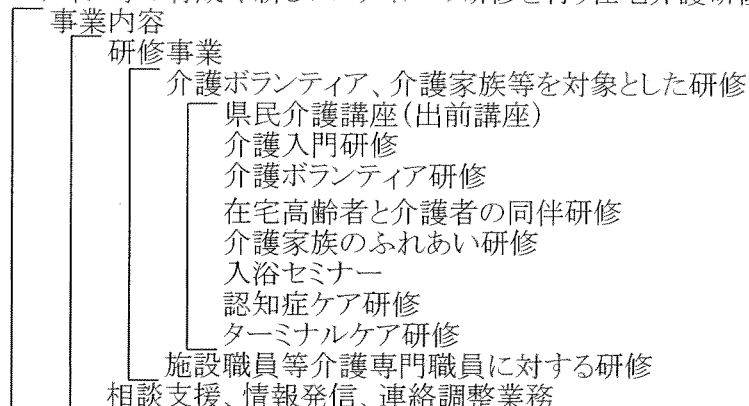 事業内容
研修事業
介護ボランティア、介護家族等を対象とした研修
県民介護講座(出前講座)
介護入門研修
介護ボランティア研修
在宅高齢者と介護者の同伴研修
介護家族のふれあい研修
入浴セミナー
認知症ケア研修
ターミナルケア研修
施設職員等介護専門職員に対する研修
相談支援、情報発信、連絡調整業務